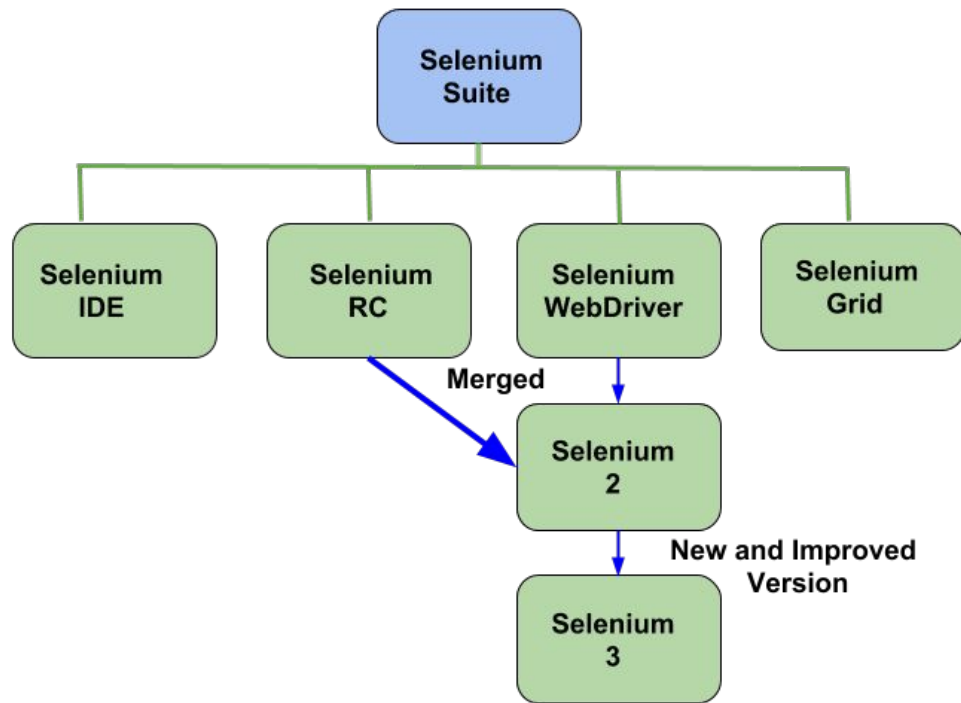 Selenium
Suite
Selenium
IDE
Selenium
RC
Selenium
WebDriver
Selenium
Grid
Merged
Selenium
2
New and Improved
Version
Selenium
3